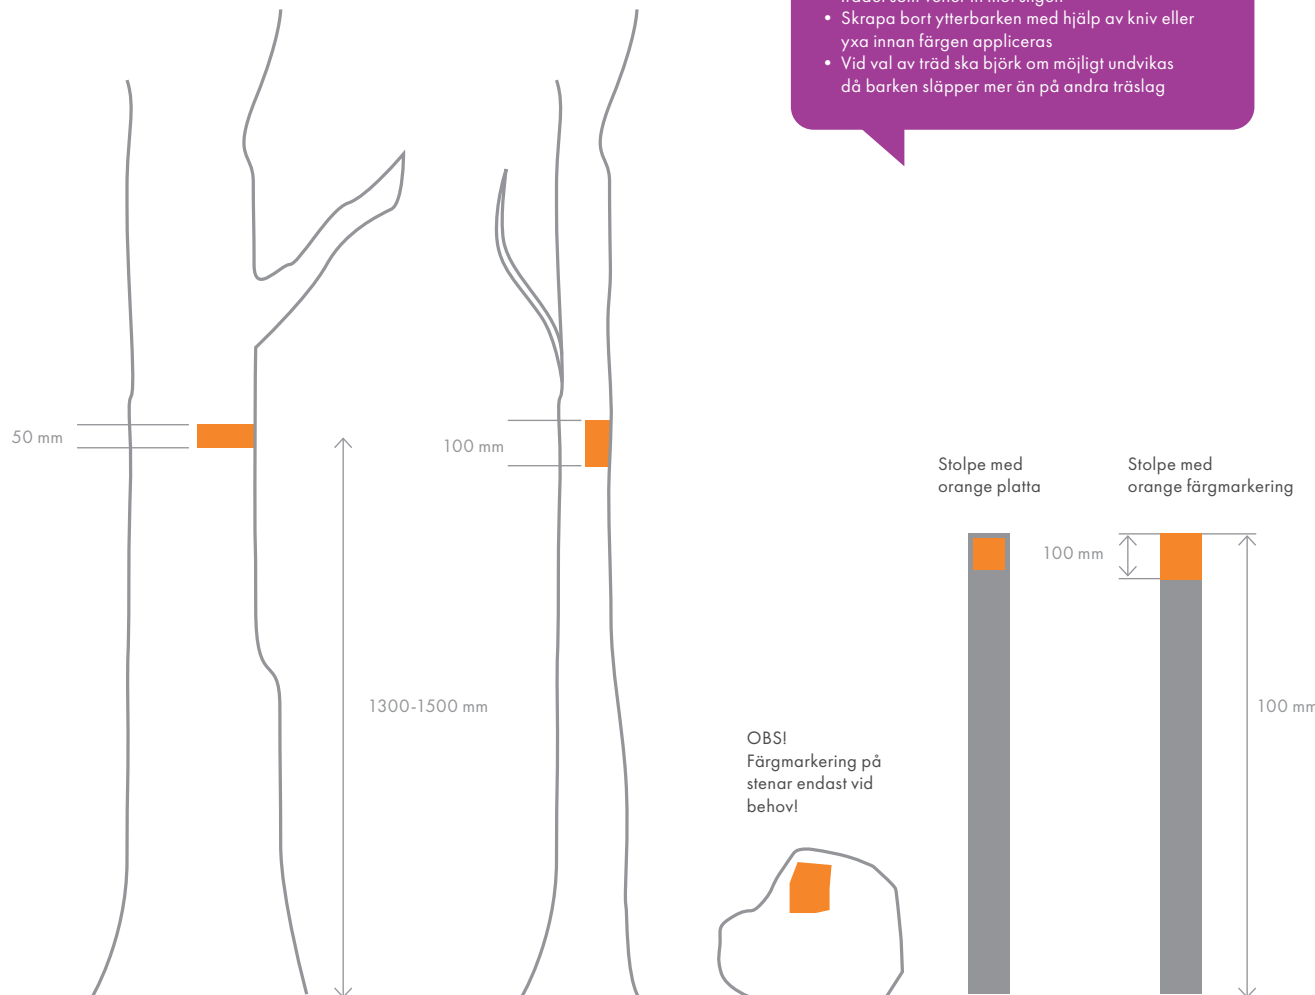 • Skrapa bort ytterbarken med hjälp av kniv eller
yxa innan färgen appliceras
• Vid val av träd ska björk om möjligt undvikas
då barken släpper mer än på andra träslag
50 mm
100 mm
1300-1500 mm
OBS!
Färgmarkering på
stenar endast vid
behov!
Stolpe med
orange platta
Stolpe med
orange färgmarkering
100 mm
100 mm